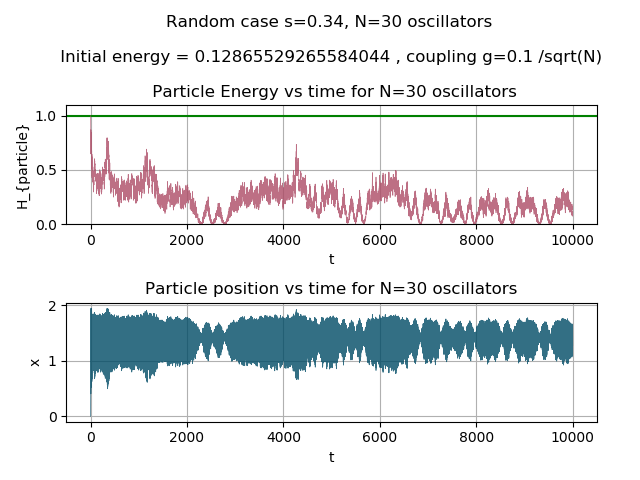 Random case s=0.34, N=30 oscillators
Initial energy = 0.12865529265584044 , coupling g=0.1 /sqrt(N)
Particle Energy vs time for N=30 oscillators
H_{particle}
1.0
0.5
0.0
0 2000 4000 6000 8000 10000
t
Particle position vs time for N=30 oscillators
x
2
1
0
0 2000 4000 6000 8000 10000
t